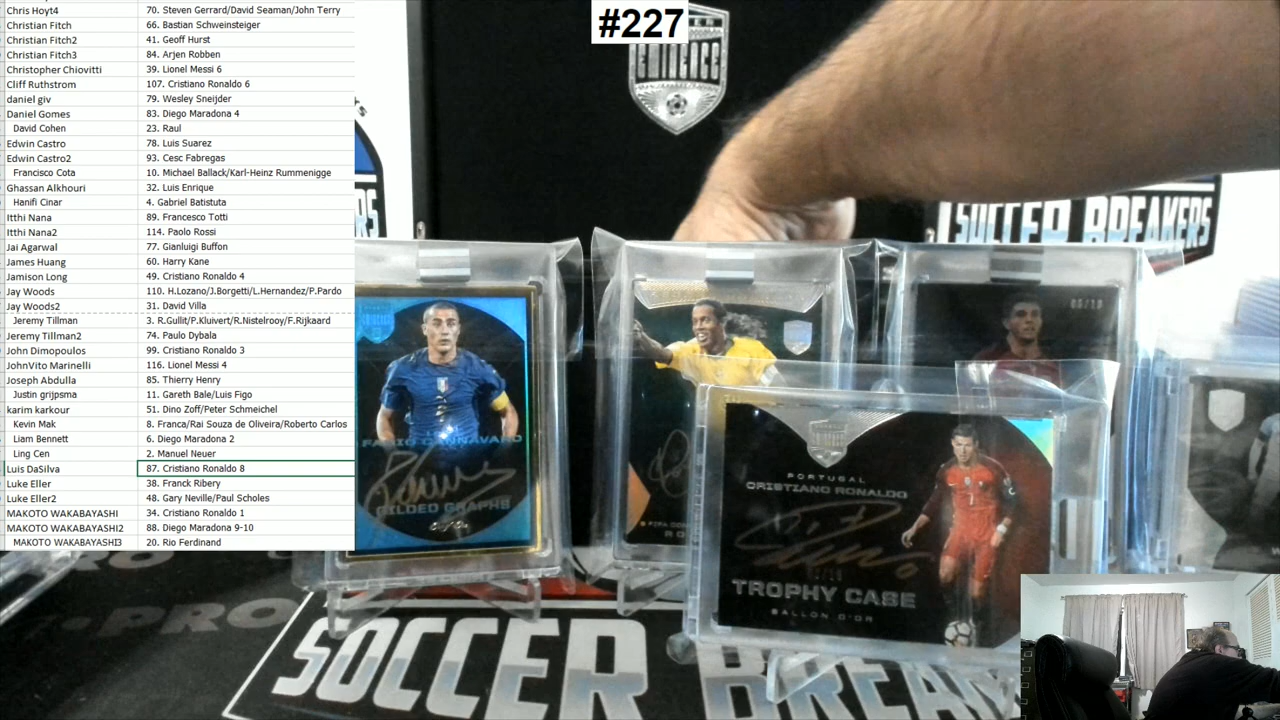 #227
EMINENCE
Chris Hoyt4 70. Steven Gerrard/David Seaman/John Terry
Christian Fitch 66. Bastian Schweinsteiger
Christian Fitch2 41. Geoff Hurst
Christian Fitch3 84. Arjen Robben
Christopher Chiovitti 39. Lionel Messi 6
Cliff Ruthstrom 107. Cristiano Ronaldo 6
daniel giv 79. Wesley Sneijder
Daniel Gomes 83. Diego Maradona 4
David Cohen 23. Raul
Edwin Castro 78. Luis Suarez
Edwin Castro2 93. Cesc Fabregas
Francisco Cota 10. Michael Ballack/Karl-Heinz Rummenigge
Ghassan Alkhouri 32. Luis Enrique
Hanifi Cinar 4. Gabriel Batistuta
Itthi Nana 89. Francesco Totti
Itthi Nana2 114. Paolo Rossi
Jai Agarwal 77. Gianluigi Buffon
James Huang 60. Harry Kane
Jamison Long 49. Cristiano Ronaldo 4
Jay Woods 110. H.Lozano/J.Borgetti/L.Hernandez/P.Pardo
Jay Woods2 31. David Villa
Jeremy Tillman 3. R.Gullit/P.Kluivert/R.Nistelrooy/F.Rijkaard
Jeremy Tillman2 74. Paulo Dybala
John Dimopoulos 99. Cristiano Ronaldo 3
JohnVito Marinelli 116. Lionel Messi 4
Joseph Abdulla 85. Thierry Henry
Justin grijpsma 11. Gareth Bale/Luis Figo
karim karkour 51. Dino Zoff/Peter Schmeichel
Kevin Mak 8. Franca/Rai Souza de Oliveira/Roberto Carlos
Liam Bennett 6. Diego Maradona 2
Ling Cen 2. Manuel Neuer
Luis DaSilva 87. Cristiano Ronaldo 8
Luke Eller 38. Franck Ribery
Luke Eller2 48. Gary Neville/Paul Scholes
MAKOTO WAKABAYASHI 34. Cristiano Ronaldo 1
MAKOTO WAKABAYASHI2 88. Diego Maradona 9-10
MAKOTO WAKABAYASHI3 20. Rio Ferdinand
SOCCER BREAKERS
FABIO CANNAVARO
GILDED GRAPHS
PORTUGAL
CRISTIANO RONALDO
TROPHY CASE
BALLON D'OR
SOCCER BREAK